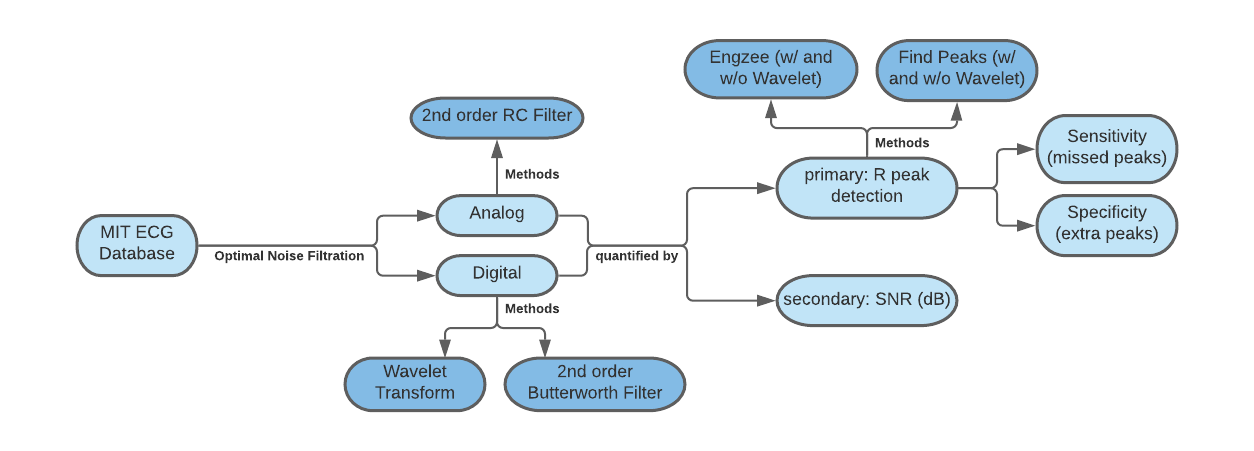 MIT ECG
Database
Optimal Noise Filtration
2nd order RC Filter
Methods
Analog
Digital
Methods
Wavelet
Transform
2nd order
Butterworth Filter
quantified by
Engzee (w/ and
w/o Wavelet)
Find Peaks (w/
and w/o Wavelet)
Methods
primary: R peak
detection
Sensitivity
(missed peaks)
Specificity
(extra peaks)
secondary: SNR (dB)